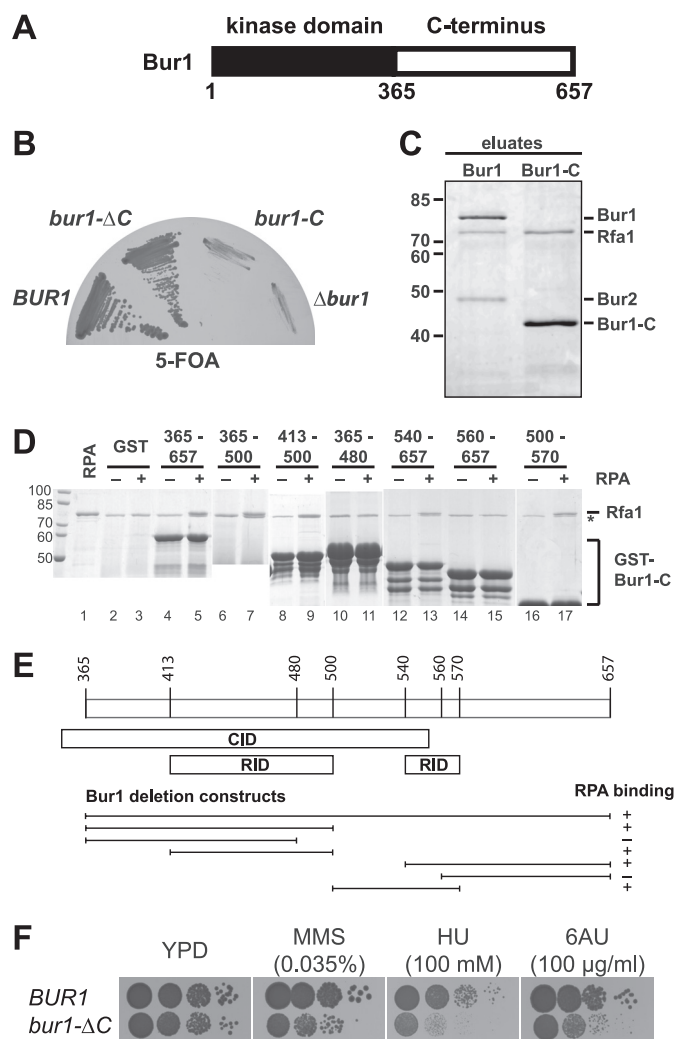 A
kinase domain C-terminus
Bur1
1 365 657
B
bur1-ΔC bur1-C
BUR1 Δbur1
5-FOA
C
eluates
Bur1 Bur1-C
85
70
60
50
40
Bur1
Rfa1
Bur2
Bur1-C
D
RPA GST 365 - 657 365 - 500 413 - 500 365 - 480 540 - 657 560 - 657 500 - 570
– + – + – + – + – + – + – + – + RPA
100
85
70
60
50
Rfa1
*
GST-
Bur1-C
1 2 3 4 5 6 7 8 9 10 11 12 13 14 15 16 17
E
365 413 480 500 540 560 570 657
CID
RID RID
Bur1 deletion constructs RPA binding
+
+
–
+
+
–
+
F
YPD MMS (0.035%) HU (100 mM) 6AU (100 µg/ml)
BUR1
bur1-ΔC